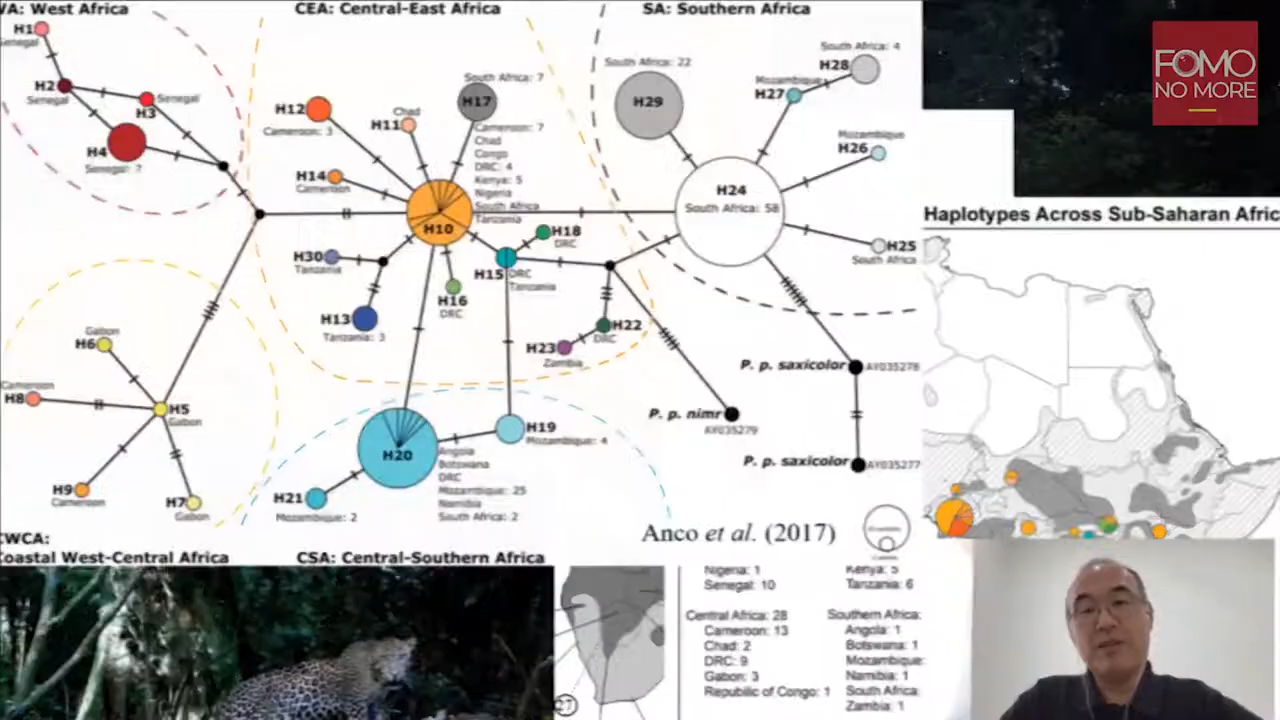 WA: West Africa
CEA: Central-East Africa
SA: Southern Africa
FOMO
NO MORE
H1
Senegal
H2
Senegal
Senegal
H3
H4
Senegal: 7
H12
Cameroon: 3
Chad
H11
South Africa: 7
H17
Cameroon: 7
Chad
Congo
DRC: 4
Kenya: 5
Nigeria
South Africa
Tanzania
H14
Cameroon
H10
H30
Tanzania
H13
Tanzania: 3
H16
DRC
H15
DRC
Tanzania
H18
DRC
H22
DRC
H23
Zambia
South Africa: 22
H29
South Africa: 4
H28
Mozambique
H27
Mozambique
H26
H24
South Africa: 58
H25
South Africa
Haplotypes Across Sub-Saharan Afric
Gabon
H6
Cameroon
H8
H5
Gabon
H9
Cameroon
H7
Gabon
P. p. saxicolor
AY035278
P. p. nimr
AY035279
P. p. saxicolor
AY035277
H20
Angola
Botswana
DRC
Mozambique: 25
Namibia
South Africa: 2
H19
Mozambique: 4
H21
Mozambique: 2
Anco et al. (2017)
CWCA:
Coastal West-Central Africa
CSA: Central-Southern Africa
Nigeria: 1
Senegal: 10
Kenya: 5
Tanzania: 6
Central Africa: 28
Cameroon: 13
Chad: 2
DRC: 9
Gabon: 3
Republic of Congo: 1
Southern Africa:
Angola: 1
Botswana: 1
Mozambique:
Namibia: 1
South Africa:
Zambia: 1
27